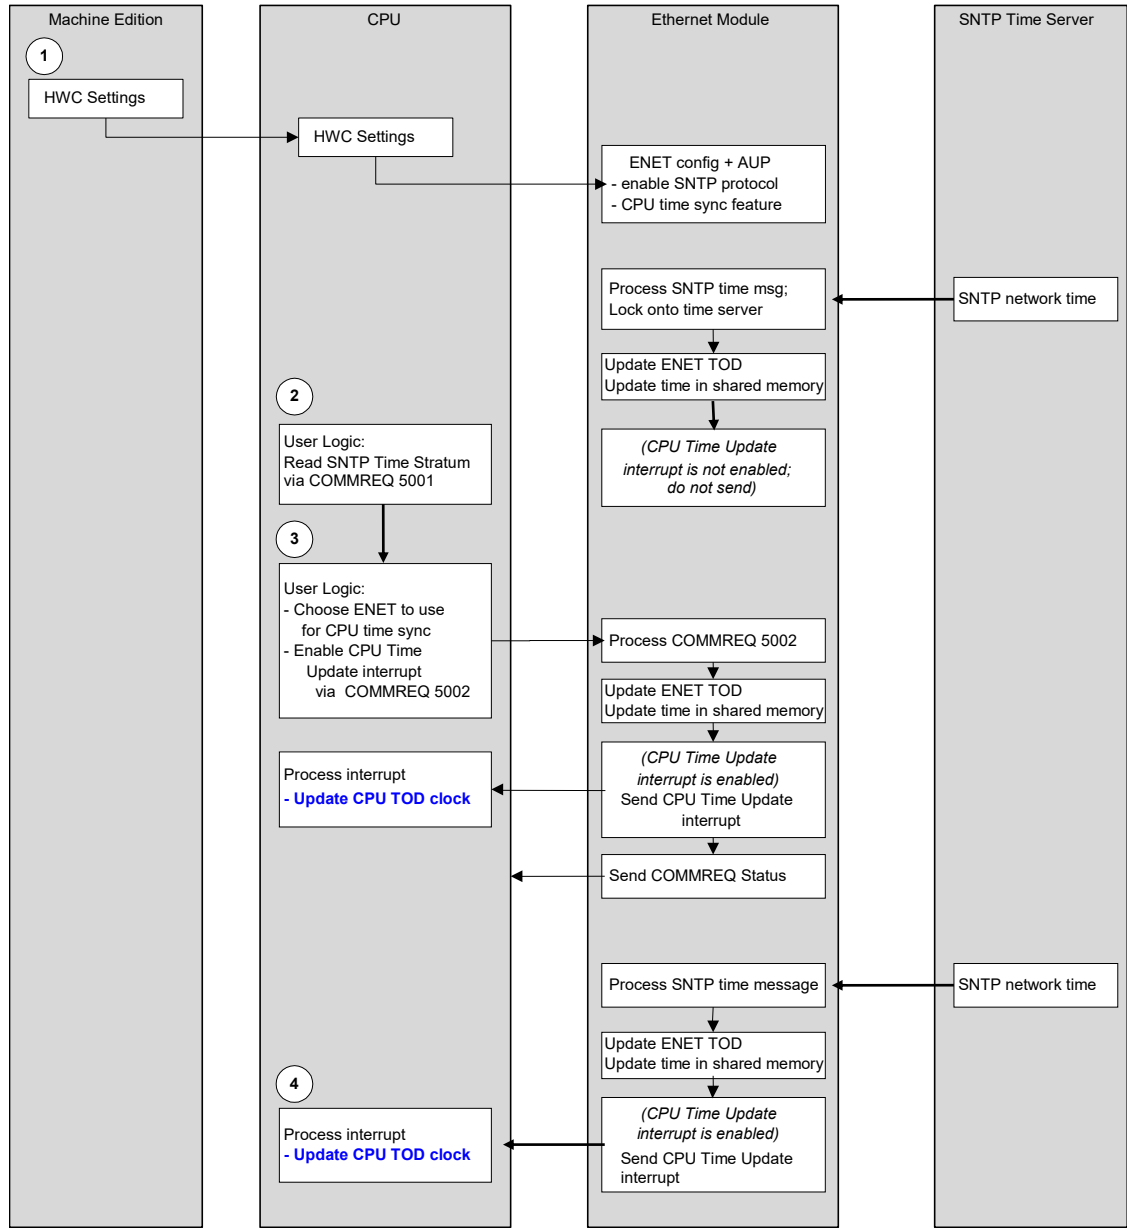 Machine Edition
CPU
Ethernet Module
SNTP Time Server
1
HWC Settings
HWC Settings
ENET config + AUP
- enable SNTP protocol
- CPU time sync feature
Process SNTP time msg;
Lock onto time server
SNTP network time
Update ENET TOD
Update time in shared memory
(CPU Time Update
interrupt is not enabled;
do not send)
2
User Logic:
Read SNTP Time Stratum
via COMMREQ 5001
3
User Logic:
- Choose ENET to use
for CPU time sync
- Enable CPU Time
Update interrupt
via COMMREQ 5002
Process COMMREQ 5002
Update ENET TOD
Update time in shared memory
(CPU Time Update
interrupt is enabled)
Send CPU Time Update
interrupt
Process interrupt
- Update CPU TOD clock
Send COMMREQ Status
Process SNTP time message
SNTP network time
Update ENET TOD
Update time in shared memory
(CPU Time Update
interrupt is enabled)
Send CPU Time Update
interrupt
4
Process interrupt
- Update CPU TOD clock